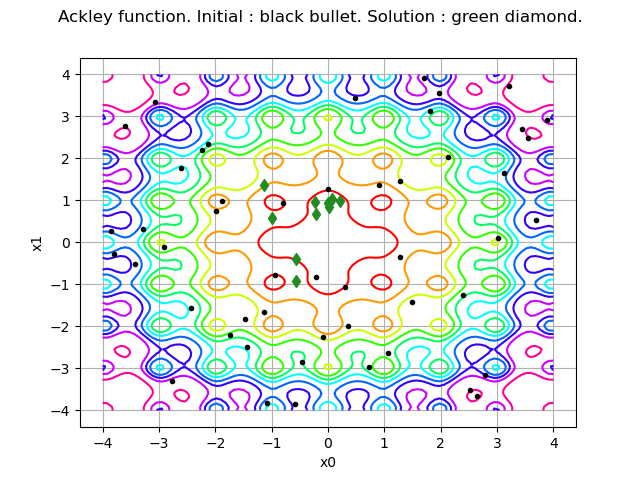 Ackley function. Initial : black bullet. Solution : green diamond.
4
3
2
1
0
−1
−2
−3
−4
x1
−4 −3 −2 −1 0 1 2 3 4
x0